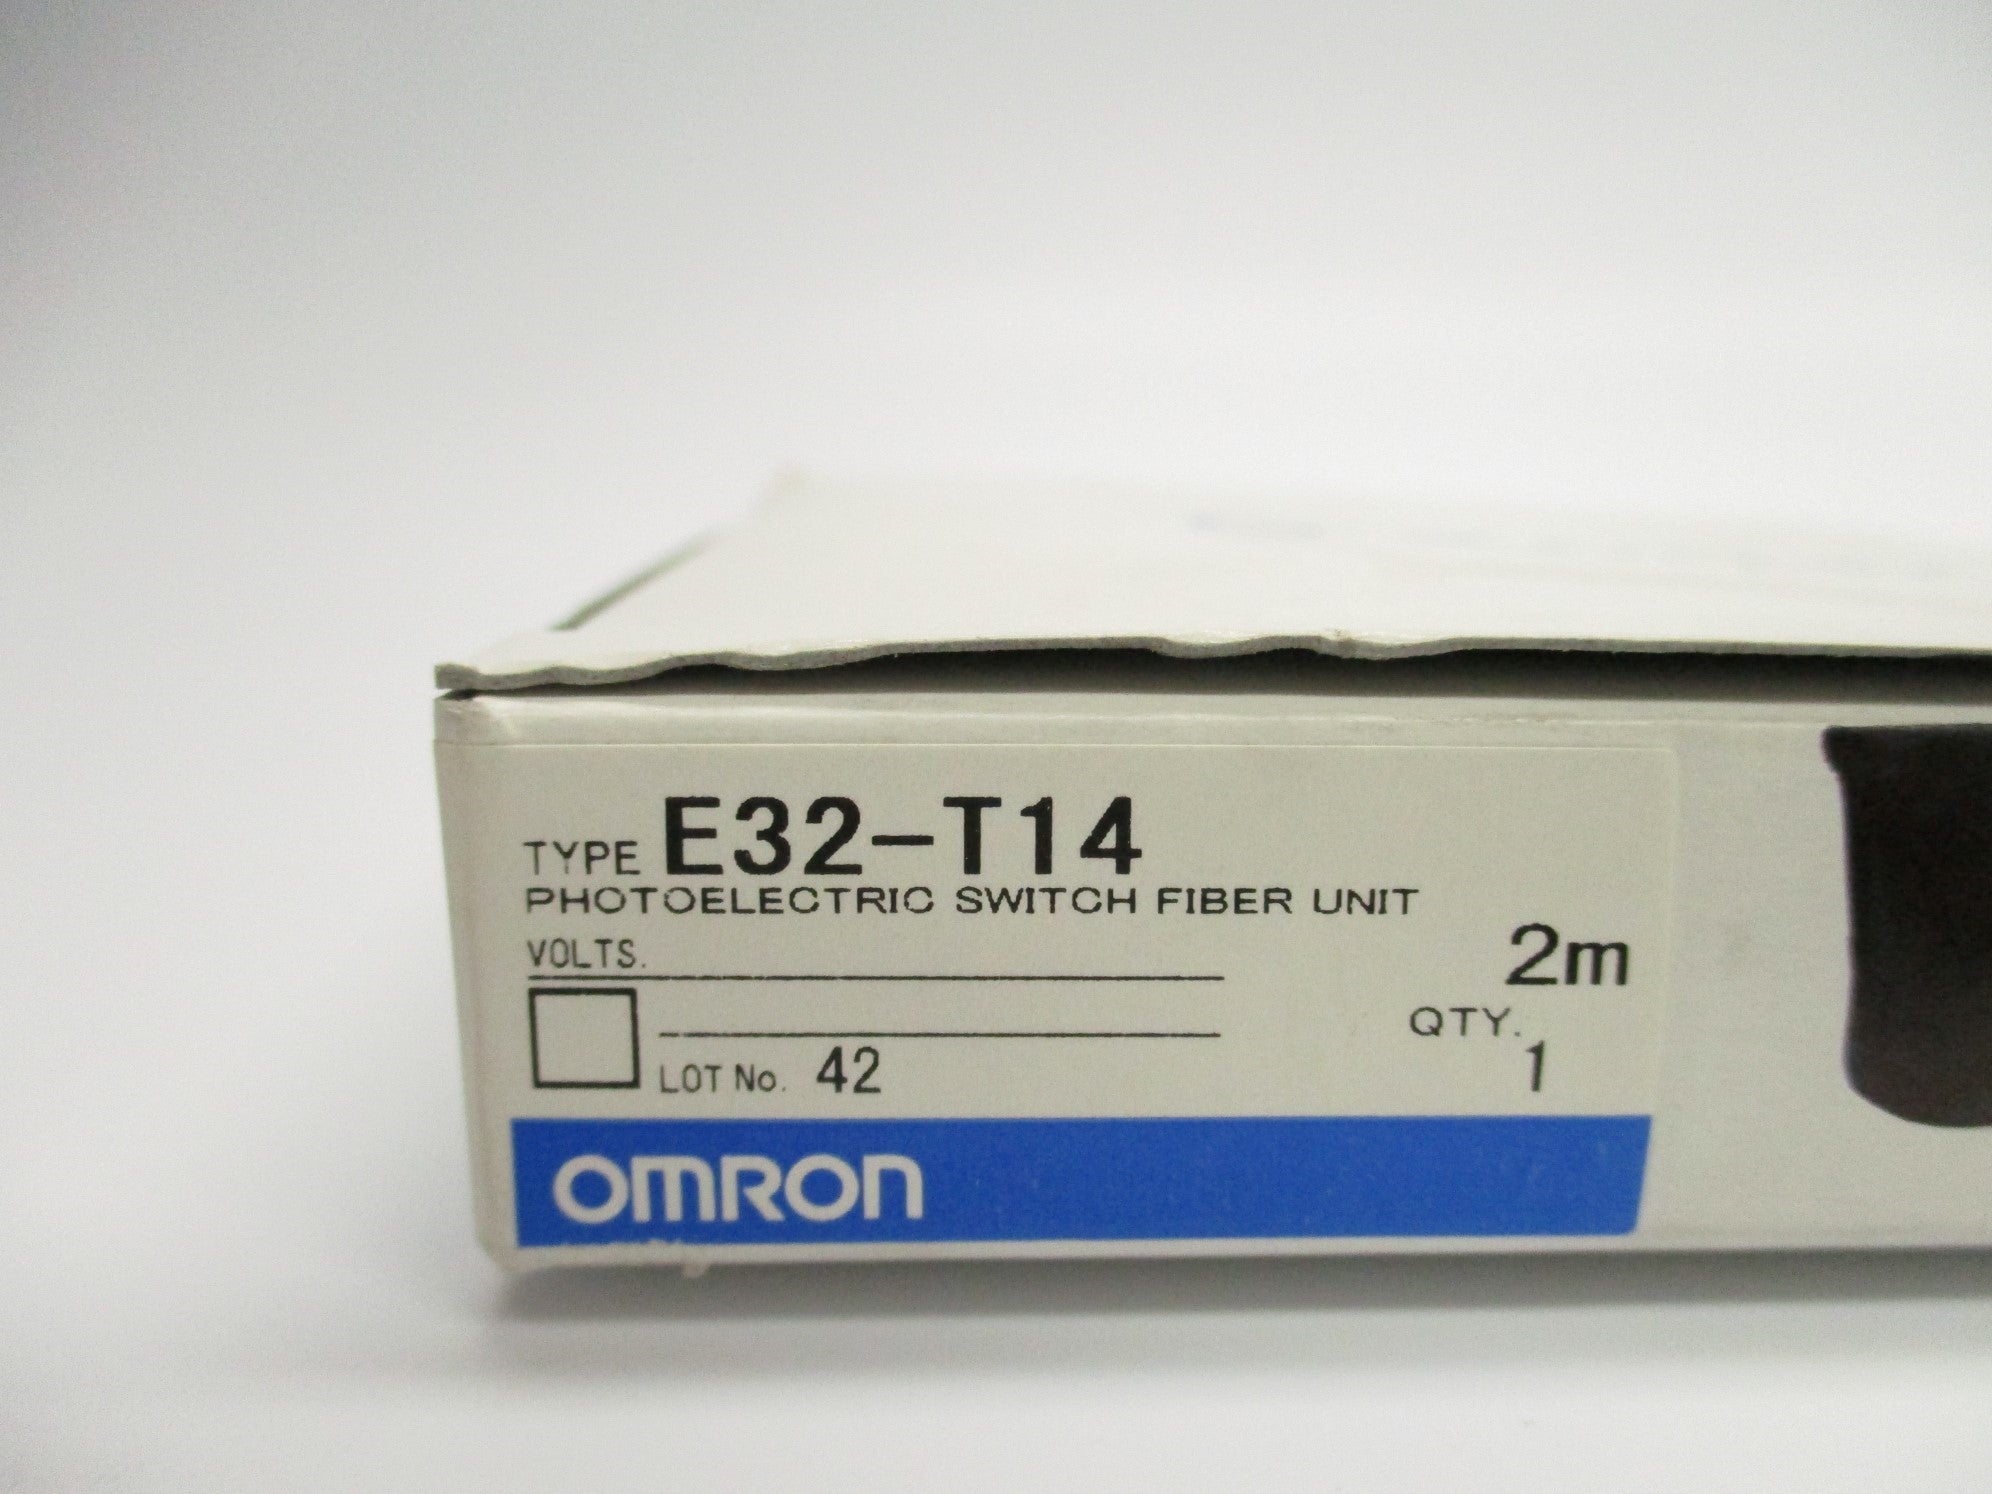 TYPE E32-T14
PHOTOELECTRIC SWITCH FIBER UNIT
VOLTS.
2m
QTY.
1
LOT No. 42
OMRON